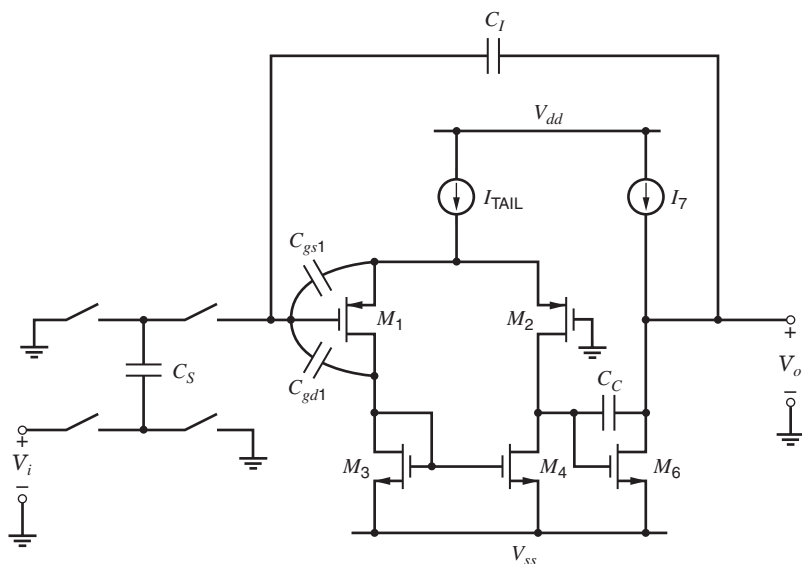 C_I
V_dd
I_TAIL
I_7
C_gs1
M_1
M_2
C_S
C_gd1
C_C
+
V_o
−
+
V_i
−
M_3
M_4
M_6
V_ss